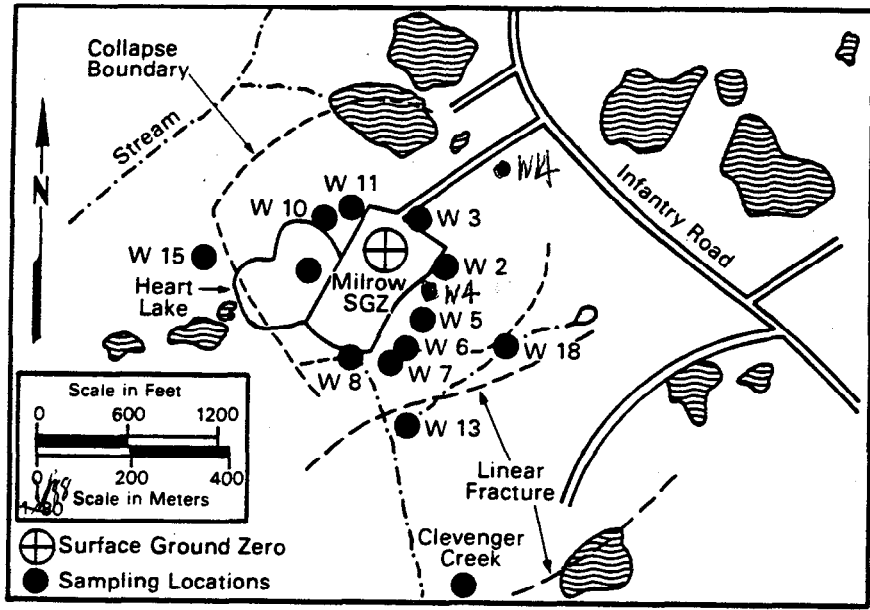 Collapse
Boundary
Stream
N
W 11
W 10
W 3
W4
Infantry Road
W 15
Heart
Lake
Milrow
SGZ
W 2
W4
W 5
W 6
W 7
W 8
W 18
W 13
Linear
Fracture
Clevenger
Creek
Scale in Feet
0 600 1200
0 200 400
Scale in Meters
Surface Ground Zero
Sampling Locations